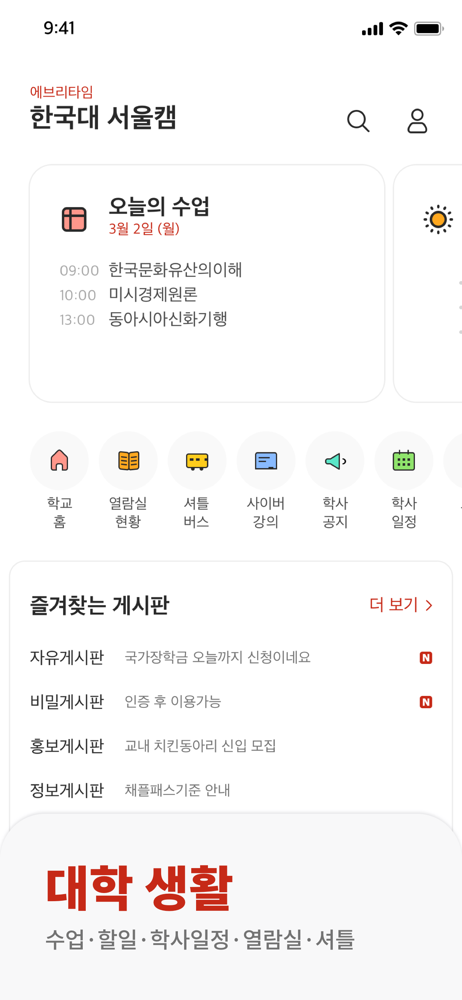 9:41
에브리타임
한국대 서울캠
오늘의 수업
3월 2일 (월)
09:00 한국문화유산의이해
10:00 미시경제원론
13:00 동아시아신화기행
학교 홈
열람실 현황
셔틀 버스
사이버 강의
학사 공지
학사 일정
즐겨찾는 게시판
더 보기 >
자유게시판 국가장학금 오늘까지 신청이네요 N
비밀게시판 인증 후 이용가능 N
홍보게시판 교내 치킨동아리 신입 모집
정보게시판 채플패스기준 안내
대학 생활
수업·할일·학사일정·열람실·셔틀